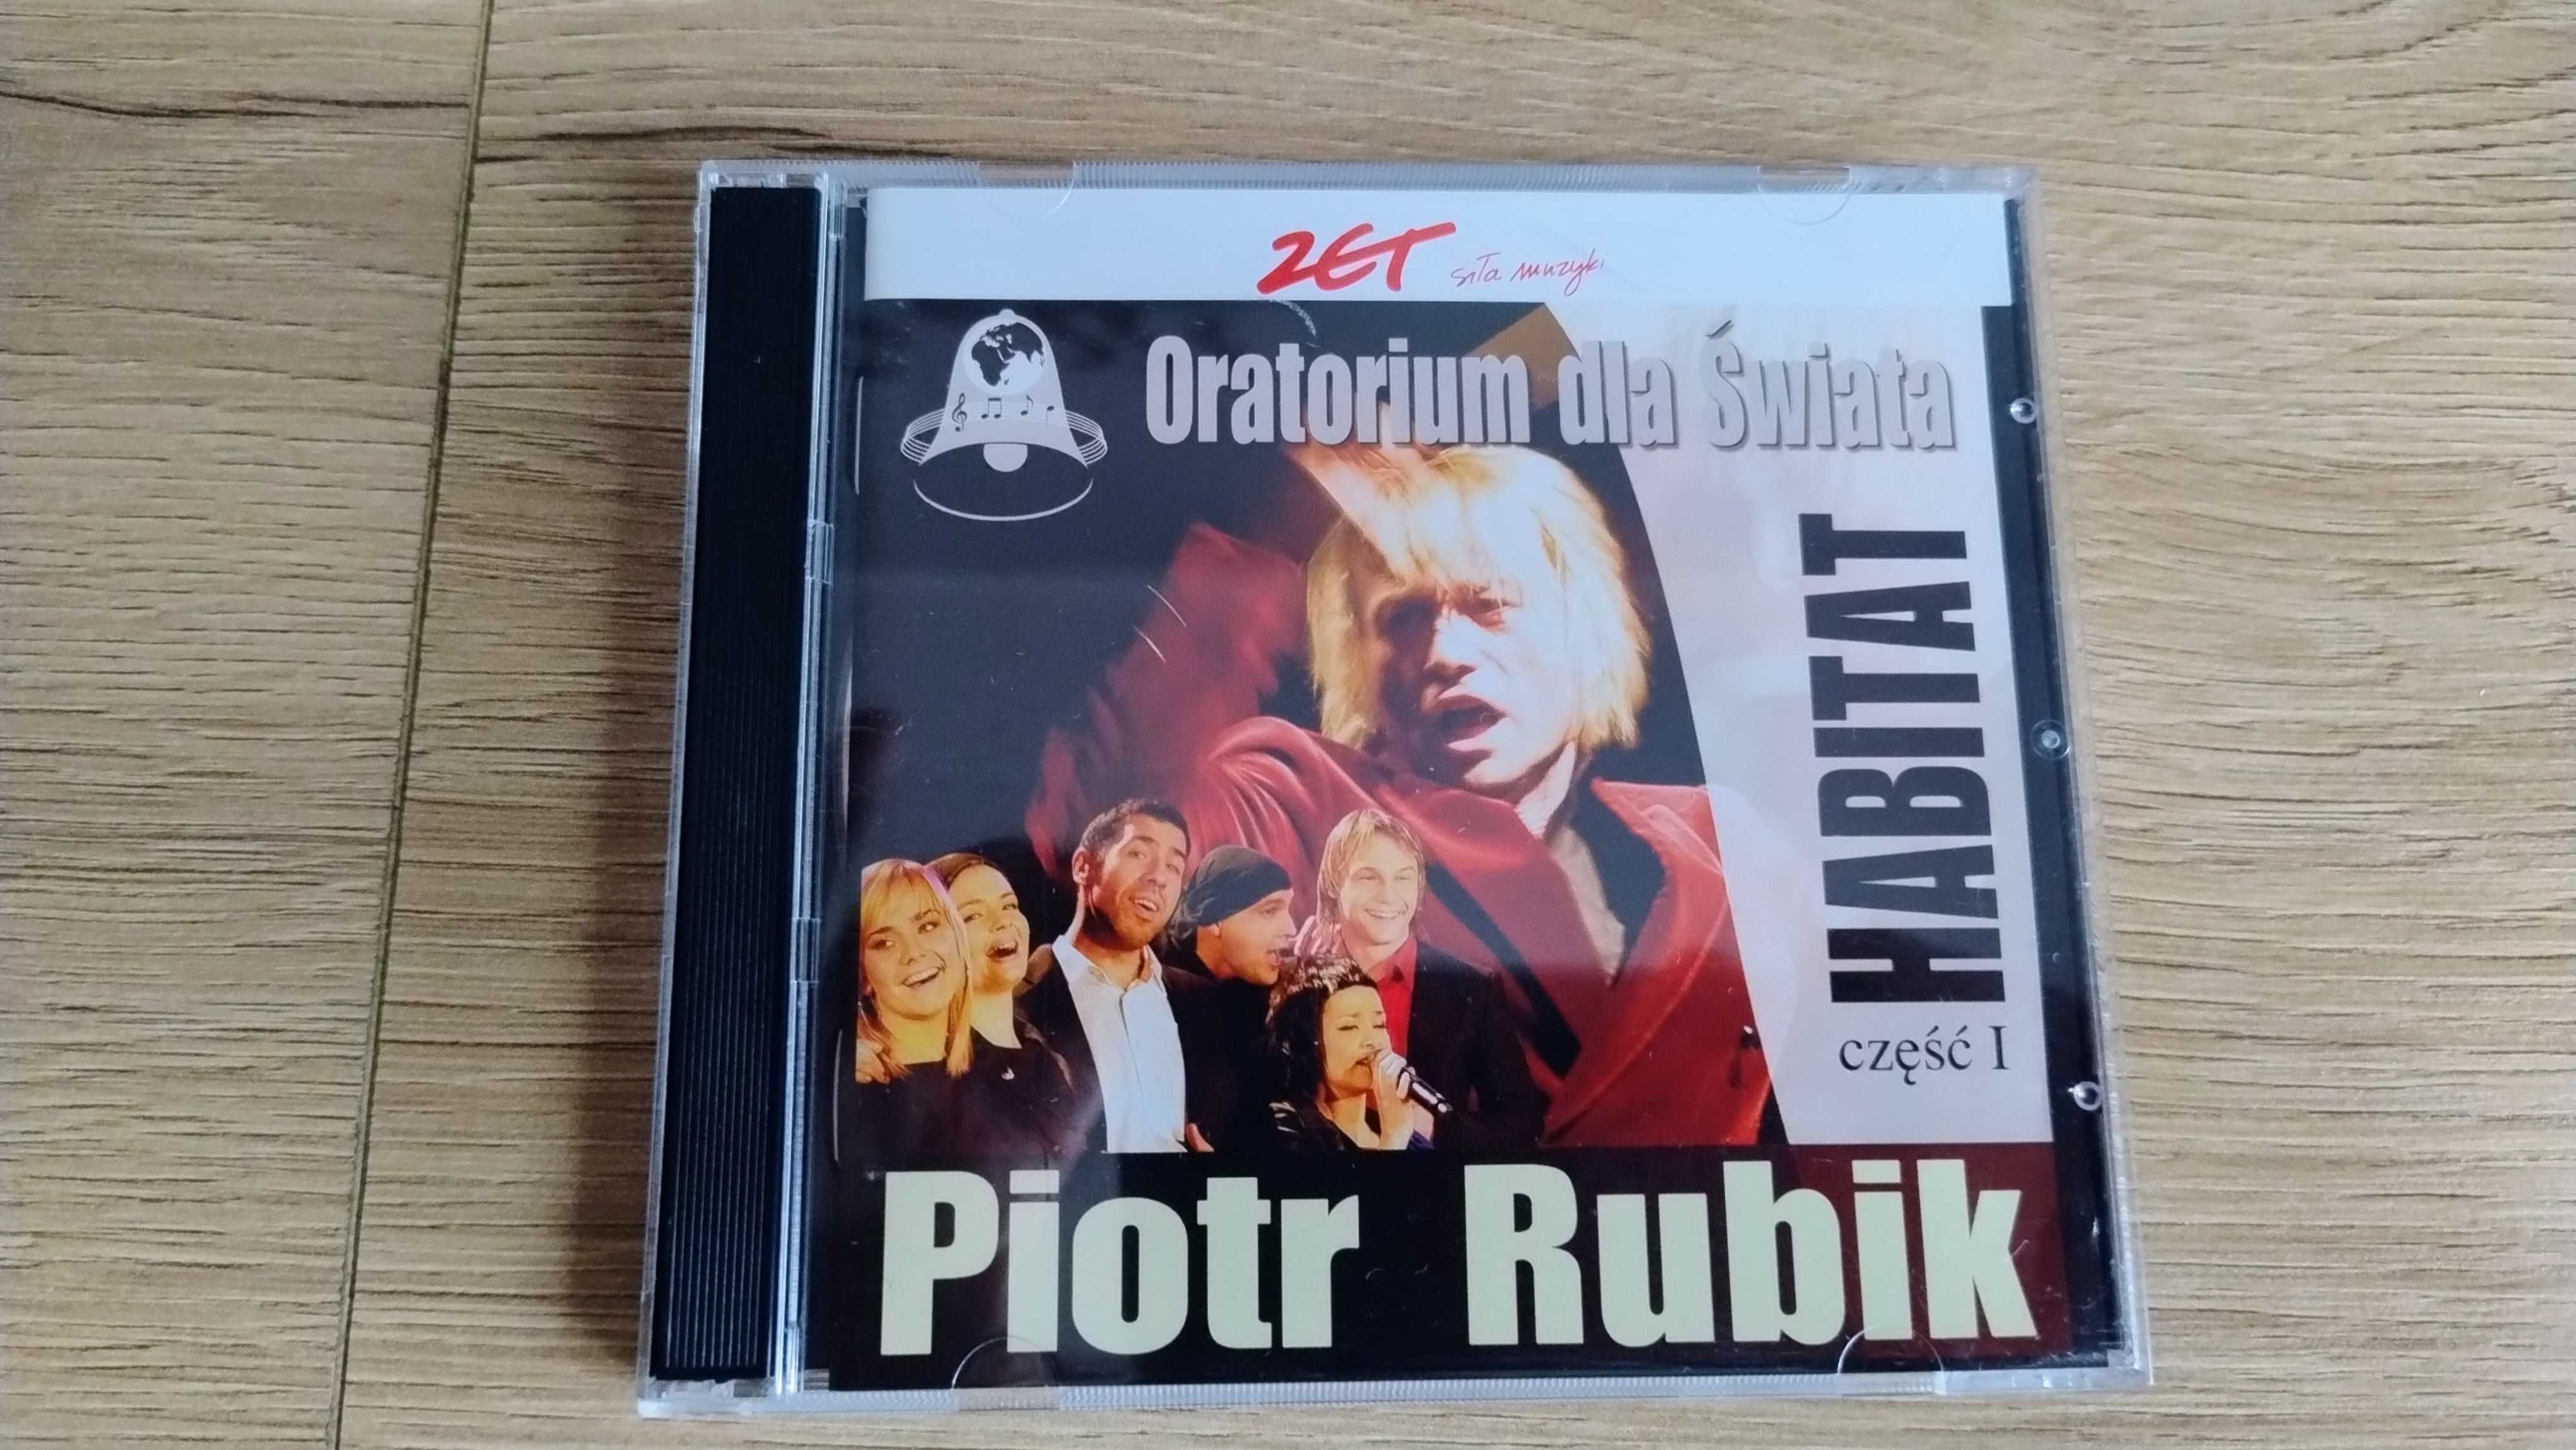 ZET siła muzyki
Oratorium dla Świata
HABITAT
część I
Piotr Rubik